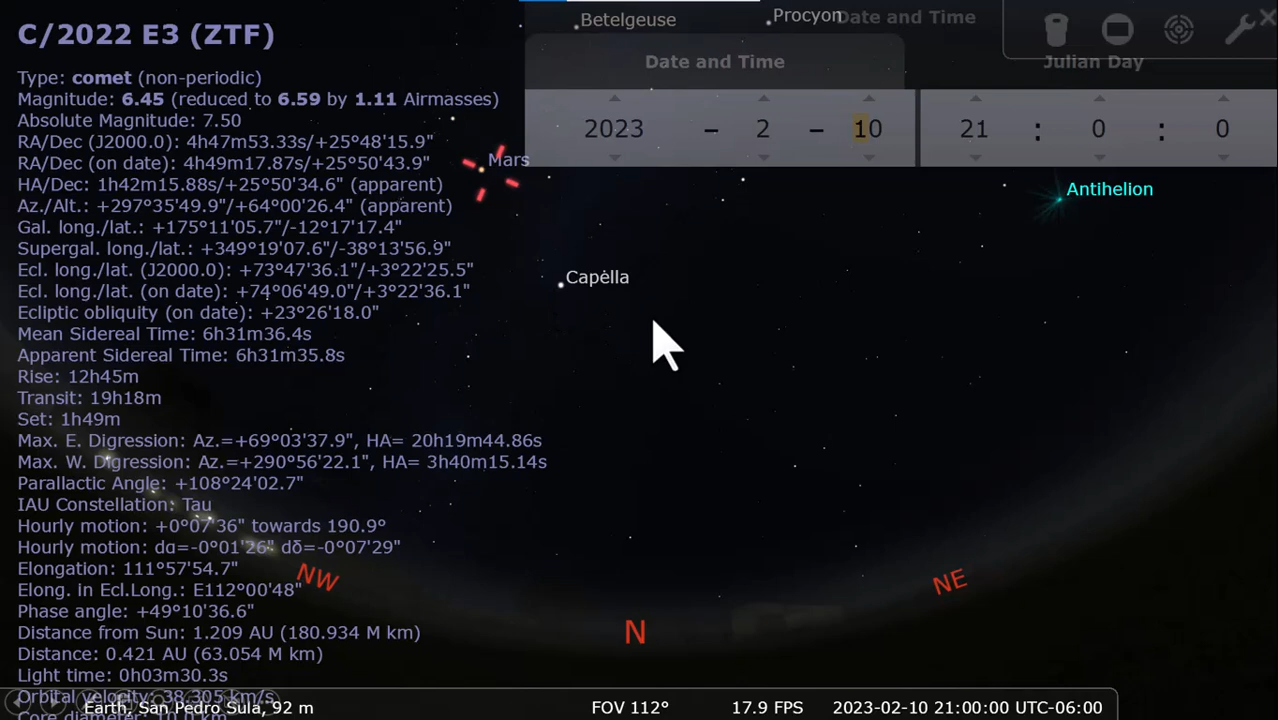 C/2022 E3 (ZTF)
Type: comet (non-periodic)
Magnitude: 6.45 (reduced to 6.59 by 1.11 Airmasses)
Absolute Magnitude: 7.50
RA/Dec (J2000.0): 4h47m53.33s/+25°48'15.9"
RA/Dec (on date): 4h49m17.87s/+25°50'43.9"
HA/Dec: 1h42m15.88s/+25°50'34.6" (apparent)
Az./Alt.: +297°35'49.9"/+64°00'26.4" (apparent)
Gal. long./lat.: +175°11'05.7"/-12°17'17.4"
Supergal. long./lat.: +349°19'07.6"/-38°13'56.9"
Ecl. long./lat. (J2000.0): +73°47'36.1"/+3°22'25.5"
Ecl. long./lat. (on date): +74°06'49.0"/+3°22'36.1"
Ecliptic obliquity (on date): +23°26'18.0"
Mean Sidereal Time: 6h31m36.4s
Apparent Sidereal Time: 6h31m35.8s
Rise: 12h45m
Transit: 19h18m
Set: 1h49m
Max. E. Digression: Az.=+69°03'37.9", HA= 20h19m44.86s
Max. W. Digression: Az.=+290°56'22.1", HA= 3h40m15.14s
Parallactic Angle: +108°24'02.7"
IAU Constellation: Tau
Hourly motion: +0°07'36" towards 190.9°
Hourly motion: dα=-0°01'26" dδ=-0°07'29"
Elongation: 111°57'54.7"
Elong. in Ecl.Long.: E112°00'48"
Phase angle: +49°10'36.6"
Distance from Sun: 1.209 AU (180.934 M km)
Distance: 0.421 AU (63.054 M km)
Light time: 0h03m30.3s
Orbital velocity: 38.305 km/s
Core diameter: 10.0 km
Betelgeuse
Procyon
Date and Time
Date and Time
Julian Day
2023 – 2 – 10 21 : 0 : 0
Mars
Antihelion
Capella
NW
N
NE
Earth, San Pedro Sula, 92 m FOV 112° 17.9 FPS 2023-02-10 21:00:00 UTC-06:00